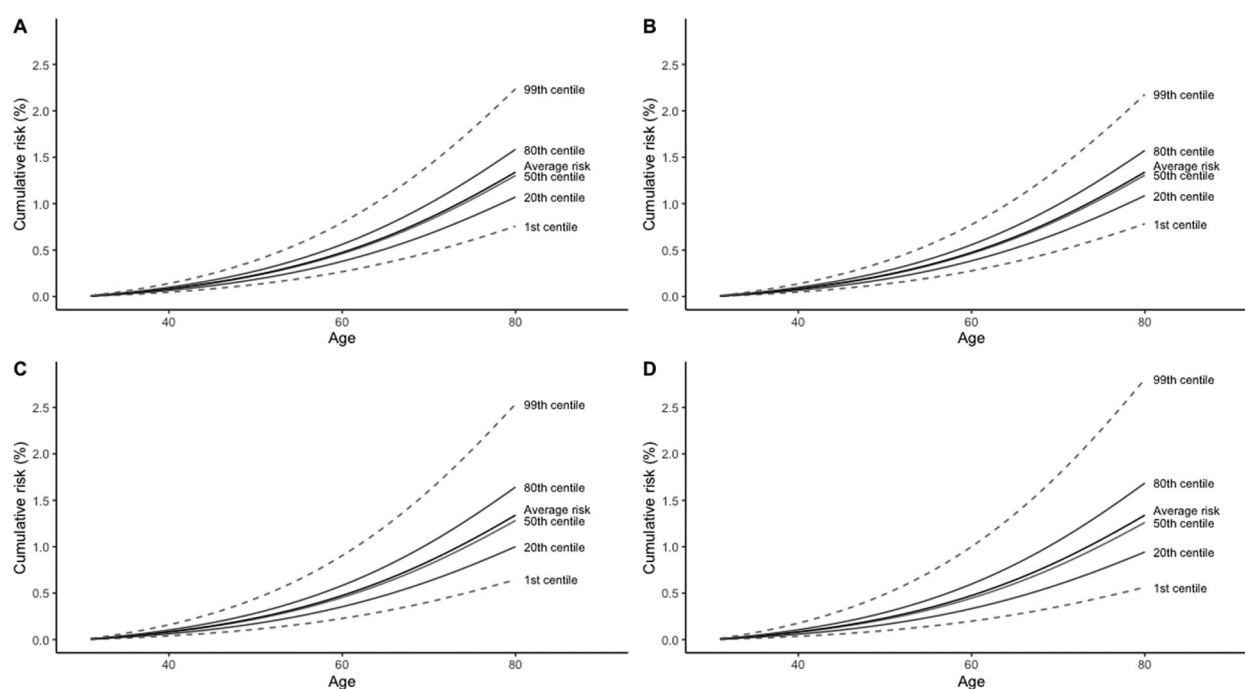 A
Cumulative risk (%)
2.5
2.0
1.5
1.0
0.5
0.0
99th centile
80th centile
Average risk
50th centile
20th centile
1st centile
40
60
80
Age
B
Cumulative risk (%)
2.5
2.0
1.5
1.0
0.5
0.0
99th centile
80th centile
Average risk
50th centile
20th centile
1st centile
40
60
80
Age
C
Cumulative risk (%)
2.5
2.0
1.5
1.0
0.5
0.0
99th centile
80th centile
Average risk
50th centile
20th centile
1st centile
40
60
80
Age
D
Cumulative risk (%)
2.5
2.0
1.5
1.0
0.5
0.0
99th centile
80th centile
Average risk
50th centile
20th centile
1st centile
40
60
80
Age